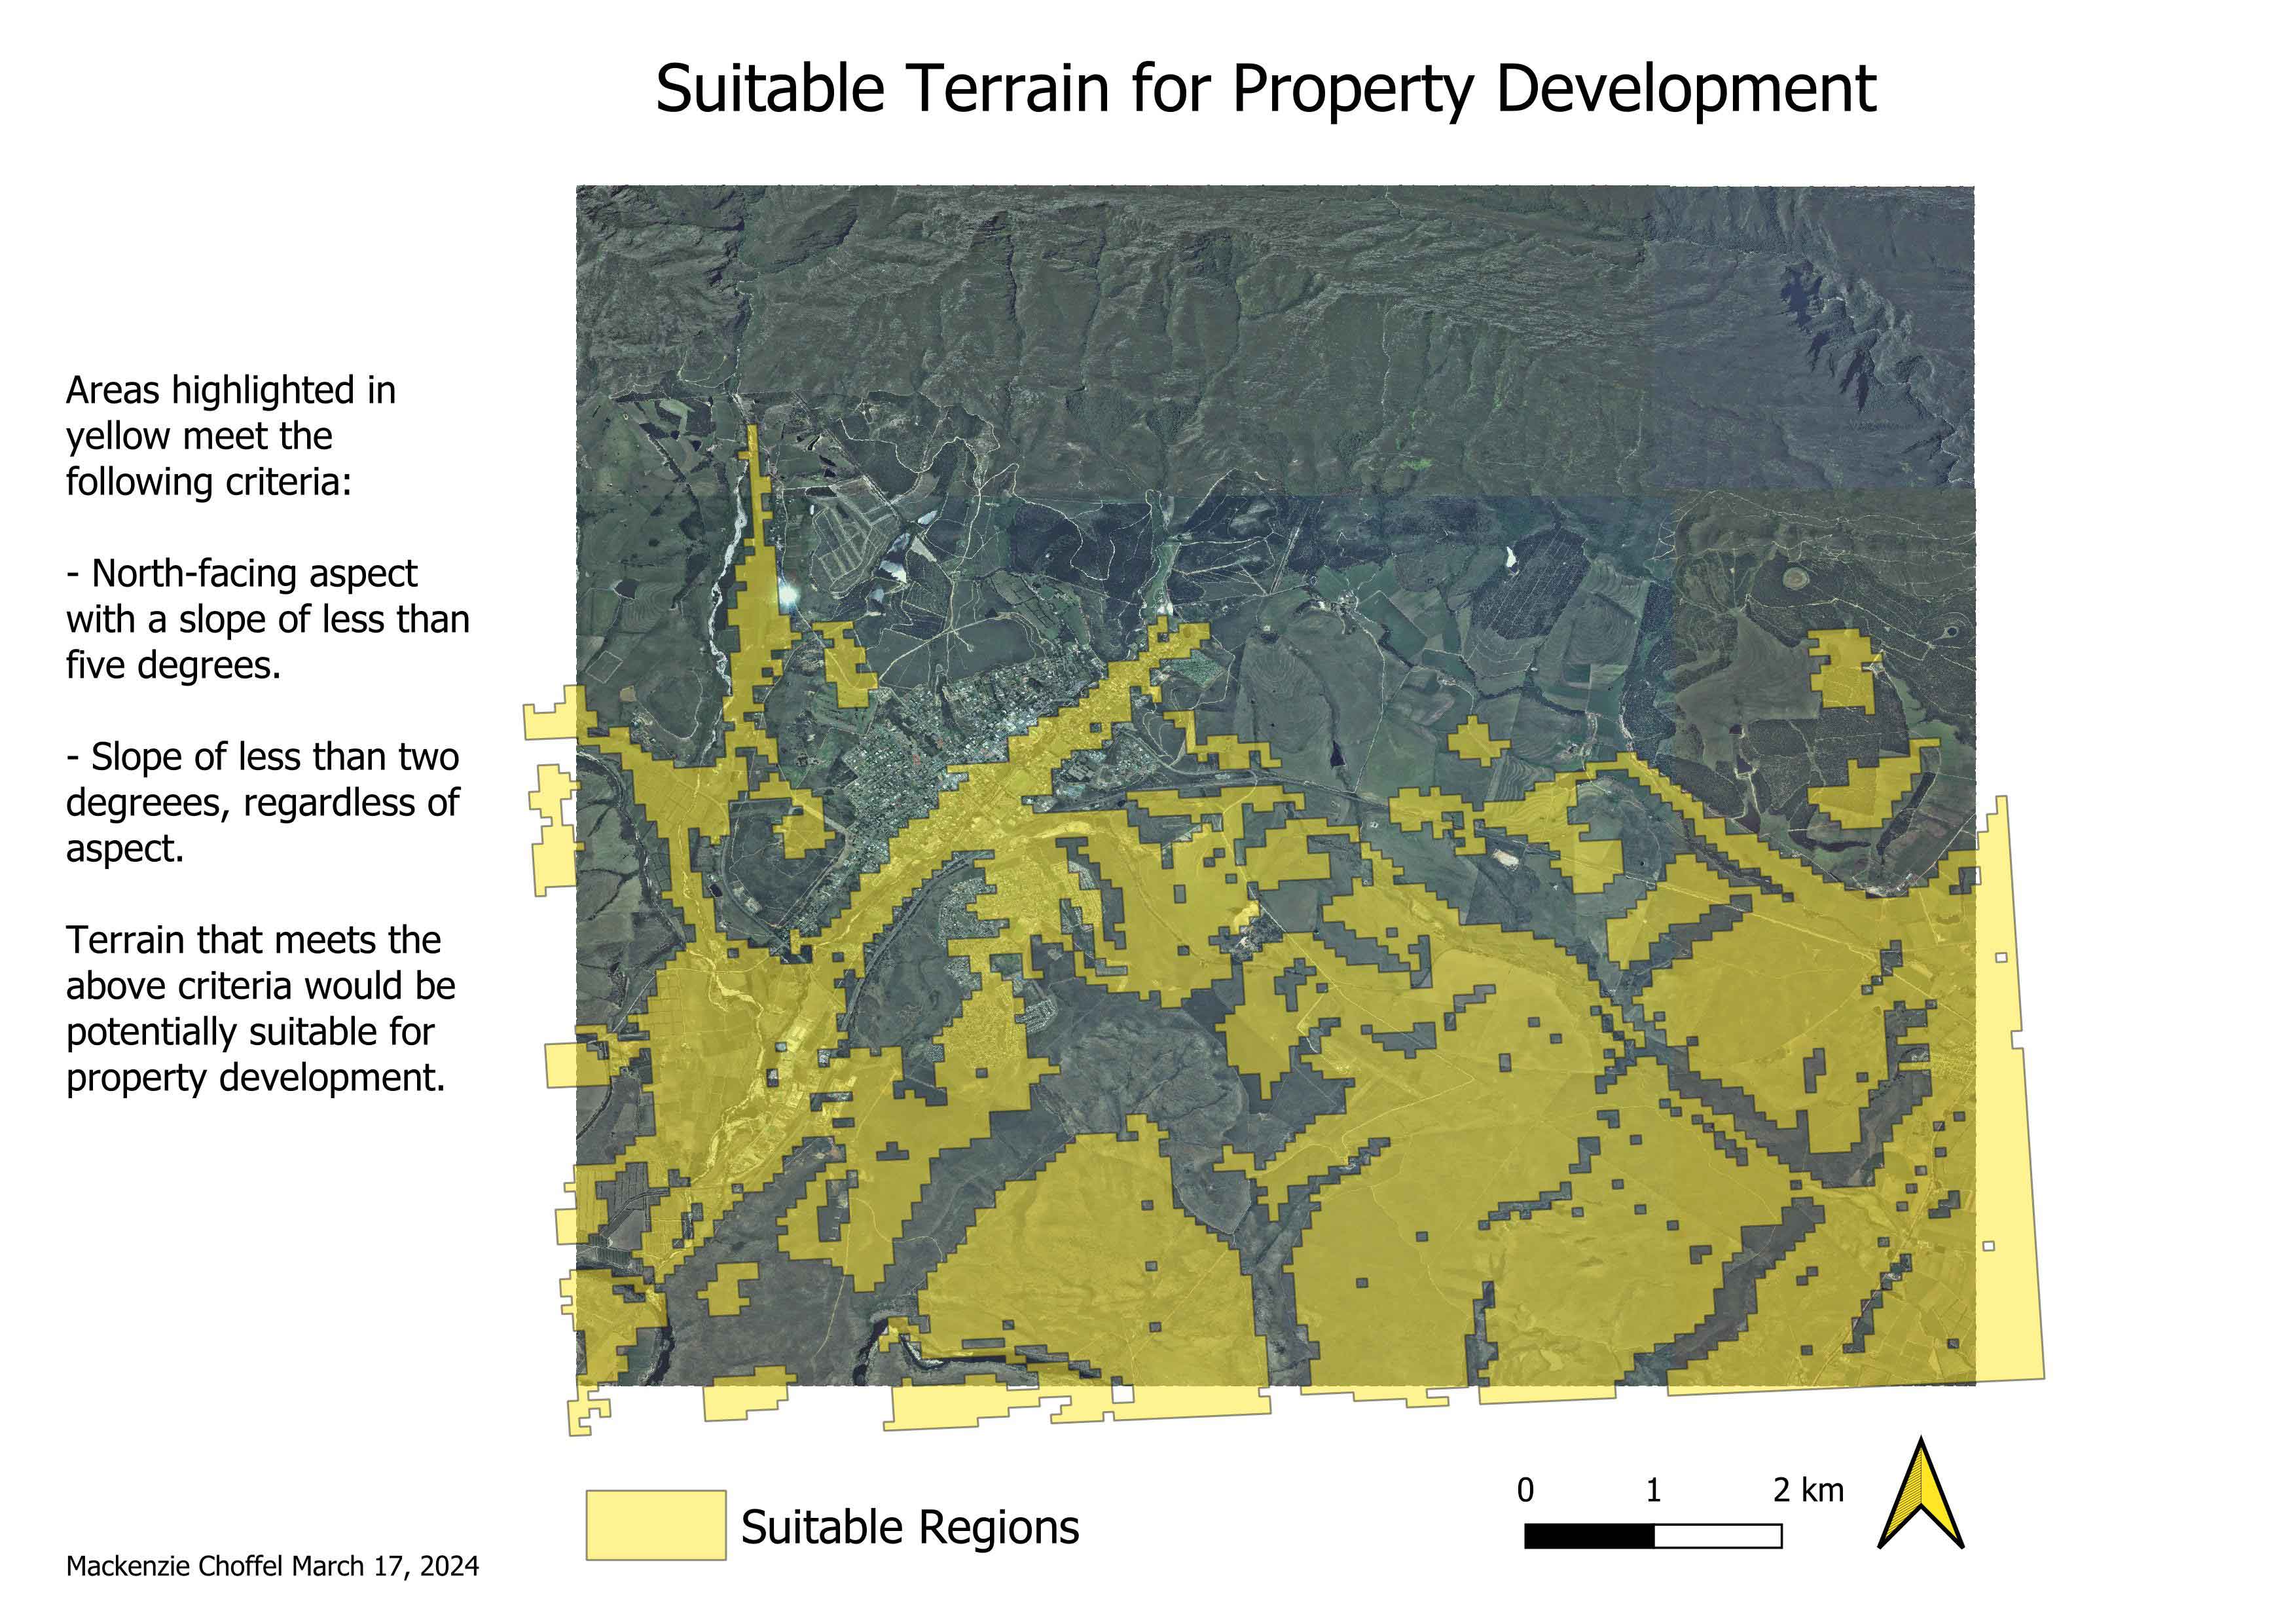 Suitable Terrain for Property Development
Areas highlighted in
yellow meet the
following criteria:
- North-facing aspect
with a slope of less than
five degrees.
- Slope of less than two
degreees, regardless of
aspect.
Terrain that meets the
above criteria would be
potentially suitable for
property development.
Suitable Regions
0 1 2 km
Mackenzie Choffel March 17, 2024